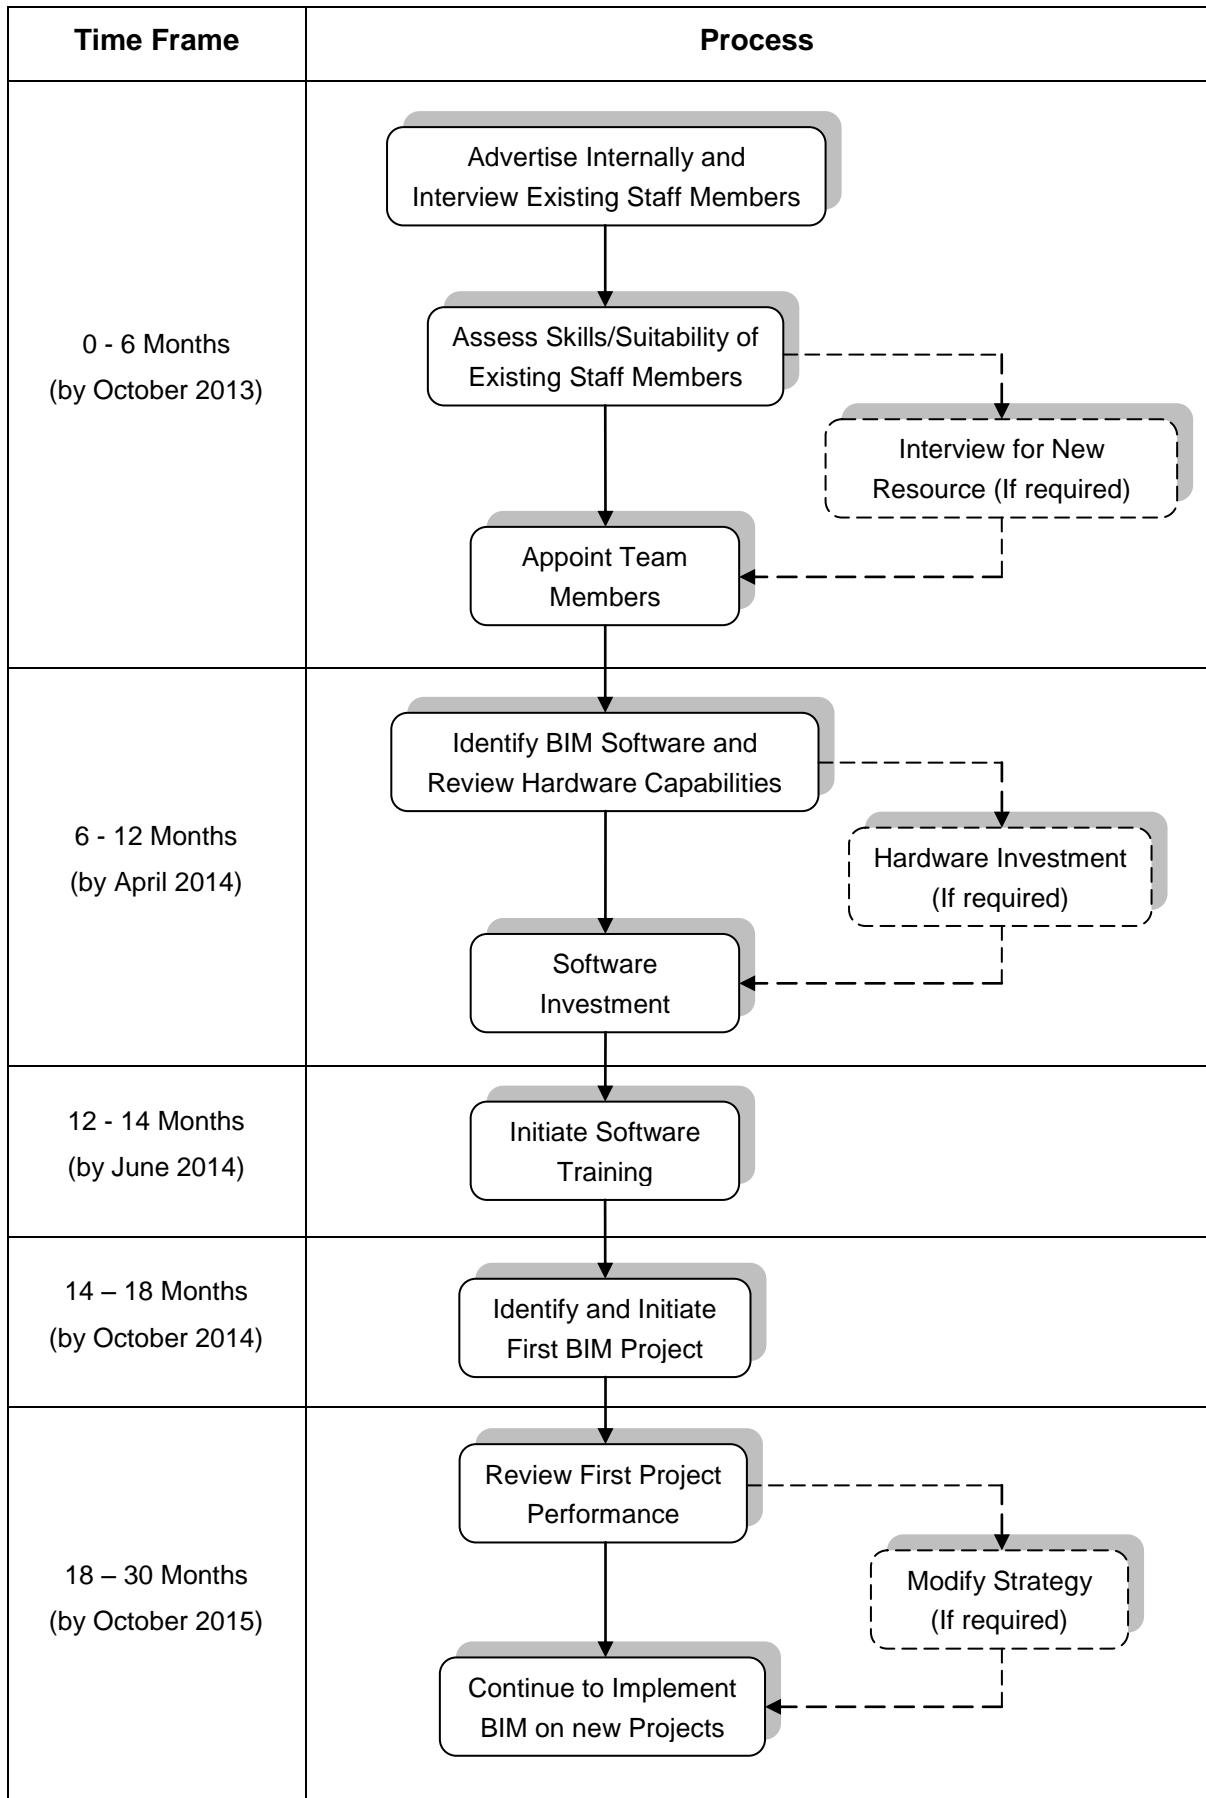 Time Frame
Process
0 - 6 Months
(by October 2013)
Advertise Internally and
Interview Existing Staff Members
Assess Skills/Suitability of
Existing Staff Members
Interview for New
Resource (If required)
Appoint Team
Members
6 - 12 Months
(by April 2014)
Identify BIM Software and
Review Hardware Capabilities
Hardware Investment
(If required)
Software
Investment
12 - 14 Months
(by June 2014)
Initiate Software
Training
14 – 18 Months
(by October 2014)
Identify and Initiate
First BIM Project
18 – 30 Months
(by October 2015)
Review First Project
Performance
Modify Strategy
(If required)
Continue to Implement
BIM on new Projects